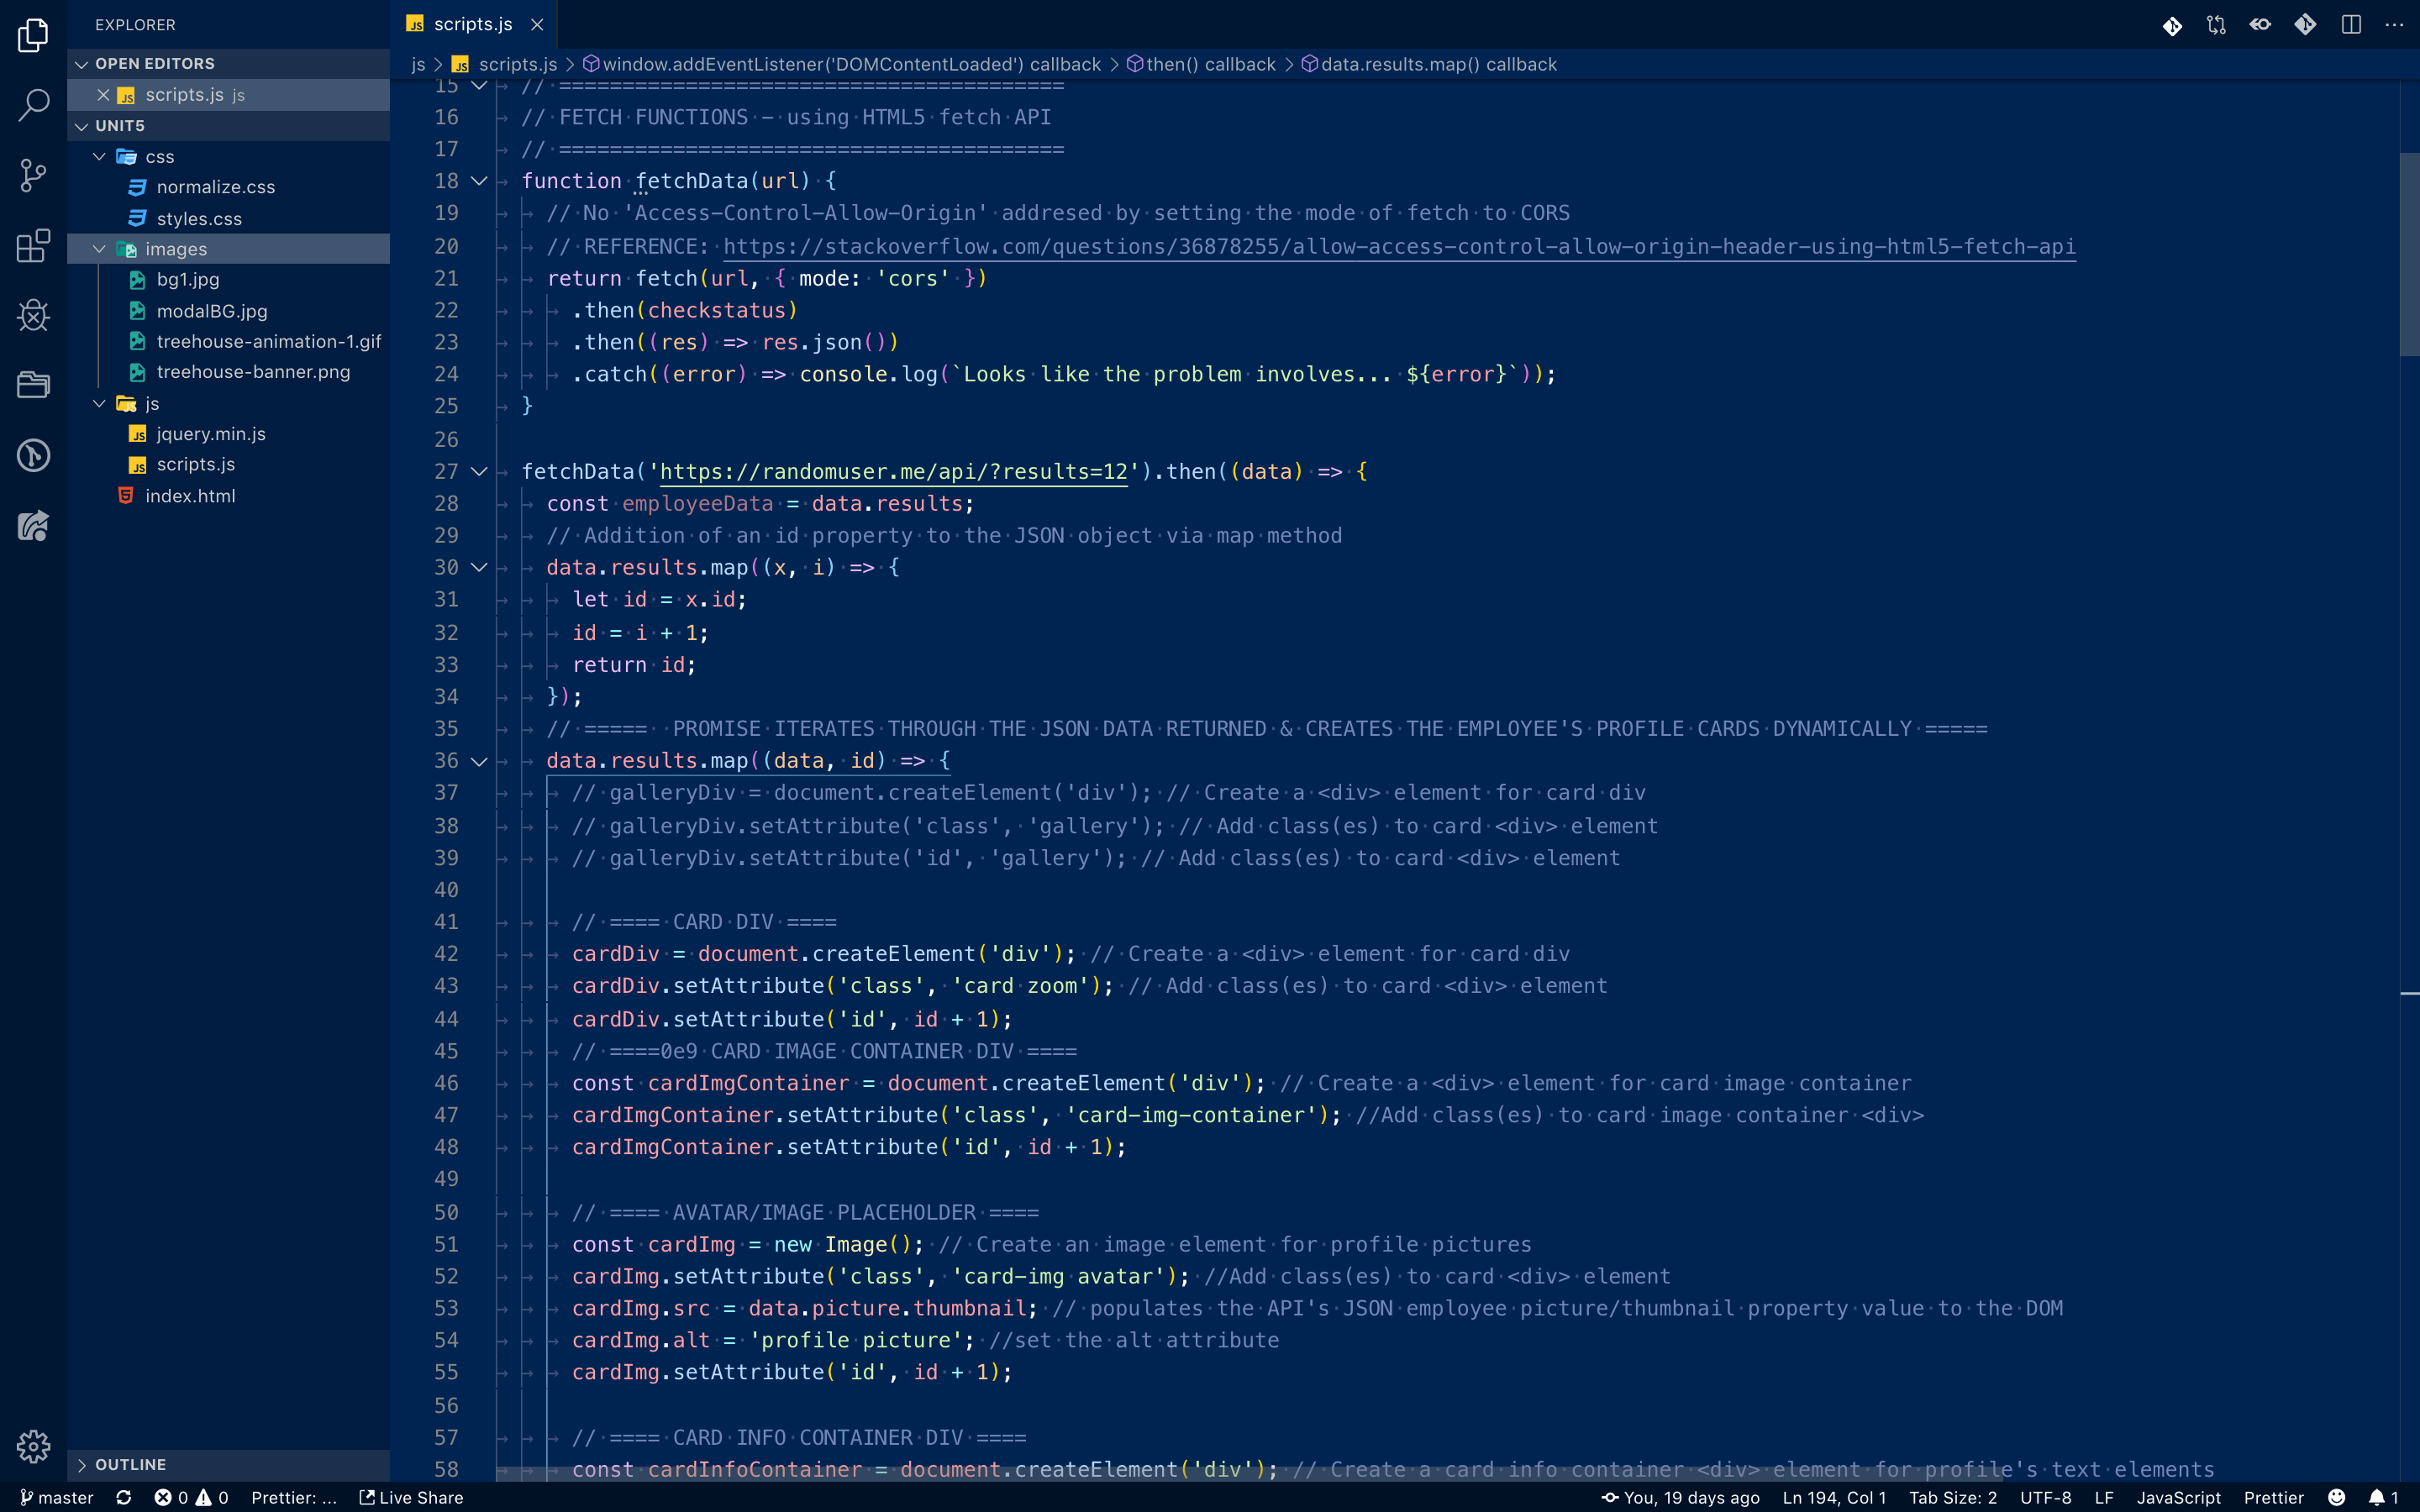 EXPLORER
OPEN EDITORS
scripts.js js
UNIT5
css
normalize.css
styles.css
images
bg1.jpg
modalBG.jpg
treehouse-animation-1.gif
treehouse-banner.png
js
jquery.min.js
scripts.js
index.html
OUTLINE
scripts.js
js > scripts.js > window.addEventListener('DOMContentLoaded') callback > then() callback > data.results.map() callback
15 // ========================================
16 // FETCH FUNCTIONS - using HTML5 fetch API
17 // ========================================
18 function fetchData(url) {
19 // No 'Access-Control-Allow-Origin' addresed by setting the mode of fetch to CORS
20 // REFERENCE: https://stackoverflow.com/questions/36878255/allow-access-control-allow-origin-header-using-html5-fetch-api
21 return fetch(url, { mode: 'cors' })
22 .then(checkstatus)
23 .then((res) => res.json())
24 .catch((error) => console.log(`Looks like the problem involves... ${error}`));
25 }
26
27 fetchData('https://randomuser.me/api/?results=12').then((data) => {
28 const employeeData = data.results;
29 // Addition of an id property to the JSON object via map method
30 data.results.map((x, i) => {
31 let id = x.id;
32 id = i + 1;
33 return id;
34 });
35 // ===== PROMISE ITERATES THROUGH THE JSON DATA RETURNED & CREATES THE EMPLOYEE'S PROFILE CARDS DYNAMICALLY =====
36 data.results.map((data, id) => {
37 // galleryDiv = document.createElement('div'); // Create a <div> element for card div
38 // galleryDiv.setAttribute('class', 'gallery'); // Add class(es) to card <div> element
39 // galleryDiv.setAttribute('id', 'gallery'); // Add class(es) to card <div> element
40
41 // ==== CARD DIV ====
42 cardDiv = document.createElement('div'); // Create a <div> element for card div
43 cardDiv.setAttribute('class', 'card zoom'); // Add class(es) to card <div> element
44 cardDiv.setAttribute('id', id + 1);
45 // ====0e9 CARD IMAGE CONTAINER DIV ====
46 const cardImgContainer = document.createElement('div'); // Create a <div> element for card image container
47 cardImgContainer.setAttribute('class', 'card-img-container'); //Add class(es) to card image container <div>
48 cardImgContainer.setAttribute('id', id + 1);
49
50 // ==== AVATAR/IMAGE PLACEHOLDER ====
51 const cardImg = new Image(); // Create an image element for profile pictures
52 cardImg.setAttribute('class', 'card-img avatar'); //Add class(es) to card <div> element
53 cardImg.src = data.picture.thumbnail; // populates the API's JSON employee picture/thumbnail property value to the DOM
54 cardImg.alt = 'profile picture'; //set the alt attribute
55 cardImg.setAttribute('id', id + 1);
56
57 // ==== CARD INFO CONTAINER DIV ====
58 const cardInfoContainer = document.createElement('div'); // Create a card info container <div> element for profile's text elements
master 0 0 Prettier: ... Live Share You, 19 days ago Ln 194, Col 1 Tab Size: 2 UTF-8 LF JavaScript Prettier 1